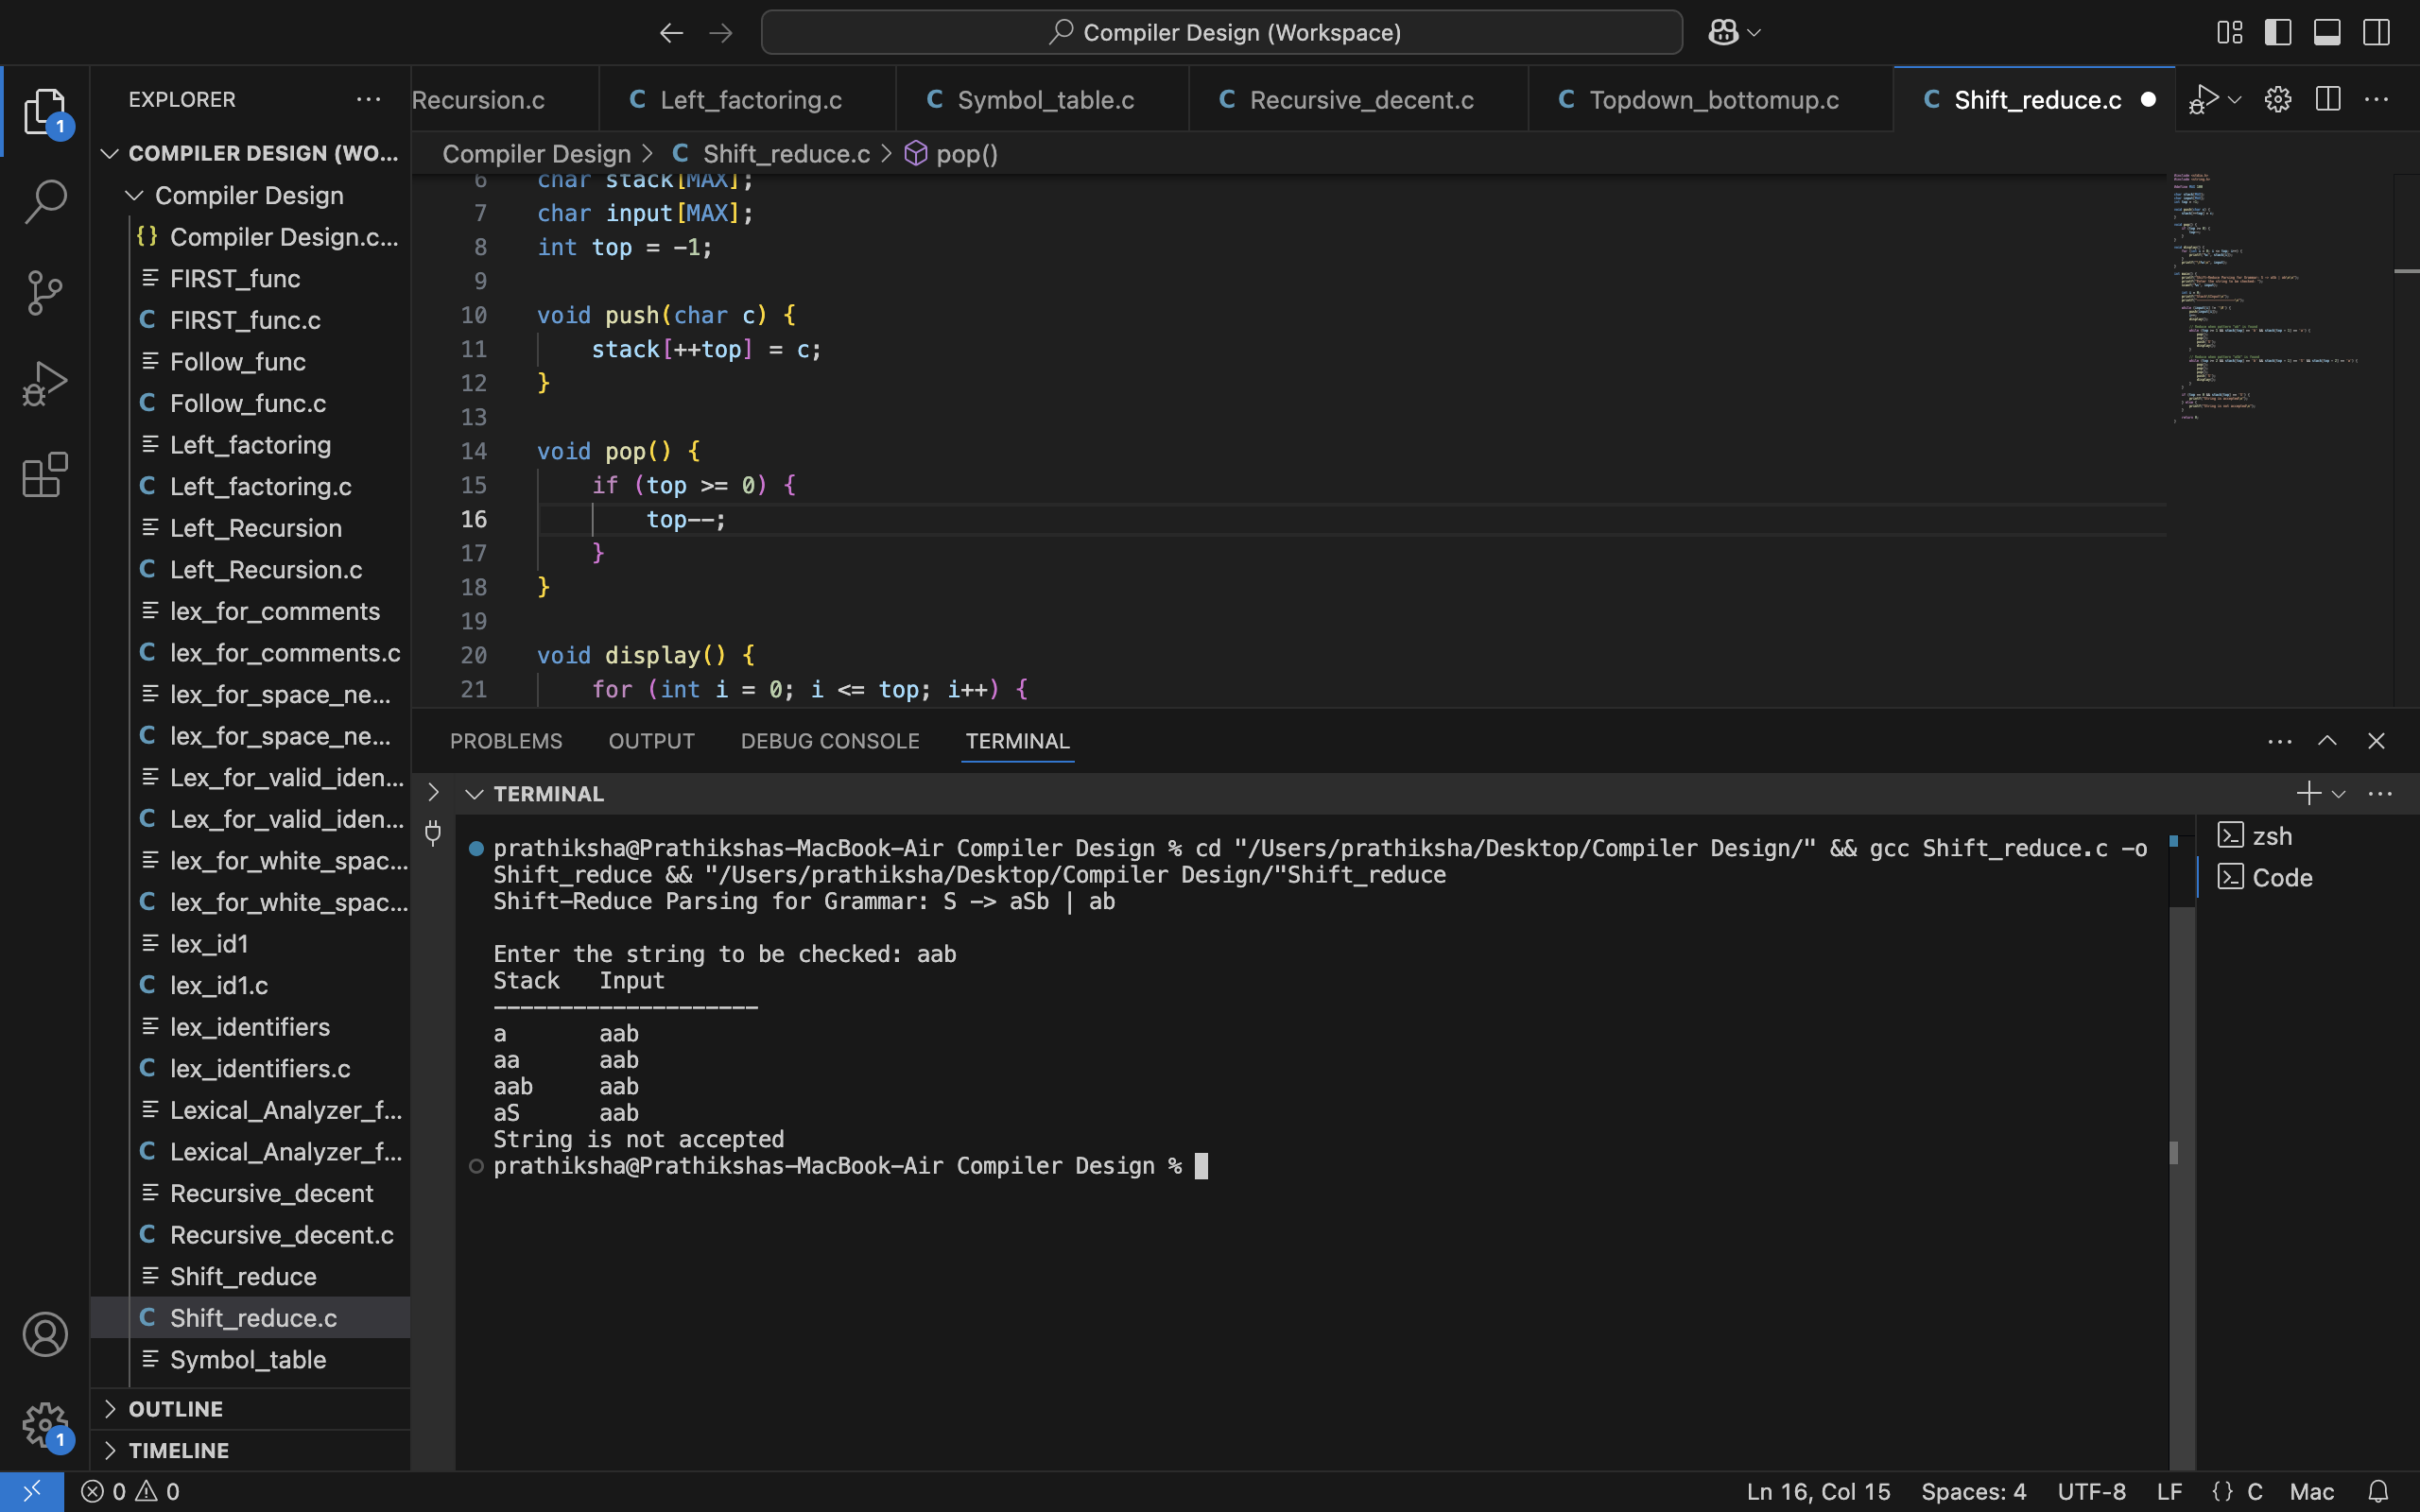 Compiler Design (Workspace)
EXPLORER
Recursion.c
Left_factoring.c
Symbol_table.c
Recursive_decent.c
Topdown_bottomup.c
Shift_reduce.c
1
COMPILER DESIGN (WO...
Compiler Design > C Shift_reduce.c > pop()
Compiler Design
{} Compiler Design.c...
FIRST_func
C FIRST_func.c
Follow_func
C Follow_func.c
Left_factoring
C Left_factoring.c
Left_Recursion
C Left_Recursion.c
lex_for_comments
C lex_for_comments.c
lex_for_space_ne...
C lex_for_space_ne...
Lex_for_valid_iden...
C Lex_for_valid_iden...
lex_for_white_spac...
C lex_for_white_spac...
lex_id1
C lex_id1.c
lex_identifiers
C lex_identifiers.c
Lexical_Analyzer_f...
C Lexical_Analyzer_f...
Recursive_decent
C Recursive_decent.c
Shift_reduce
C Shift_reduce.c
Symbol_table
OUTLINE
TIMELINE
1
6 char stack[MAX];
7 char input[MAX];
8 int top = -1;
9
10 void push(char c) {
11 stack[++top] = c;
12 }
13
14 void pop() {
15 if (top >= 0) {
16 top--;
17 }
18 }
19
20 void display() {
21 for (int i = 0; i <= top; i++) {
PROBLEMS OUTPUT DEBUG CONSOLE TERMINAL
TERMINAL
prathiksha@Prathikshas-MacBook-Air Compiler Design % cd "/Users/prathiksha/Desktop/Compiler Design/" && gcc Shift_reduce.c -o
Shift_reduce && "/Users/prathiksha/Desktop/Compiler Design/"Shift_reduce
Shift-Reduce Parsing for Grammar: S -> aSb | ab
Enter the string to be checked: aab
Stack Input
--------------------
a aab
aa aab
aab aab
aS aab
String is not accepted
prathiksha@Prathikshas-MacBook-Air Compiler Design %
zsh
Code
0 0
Ln 16, Col 15 Spaces: 4 UTF-8 LF {} C Mac